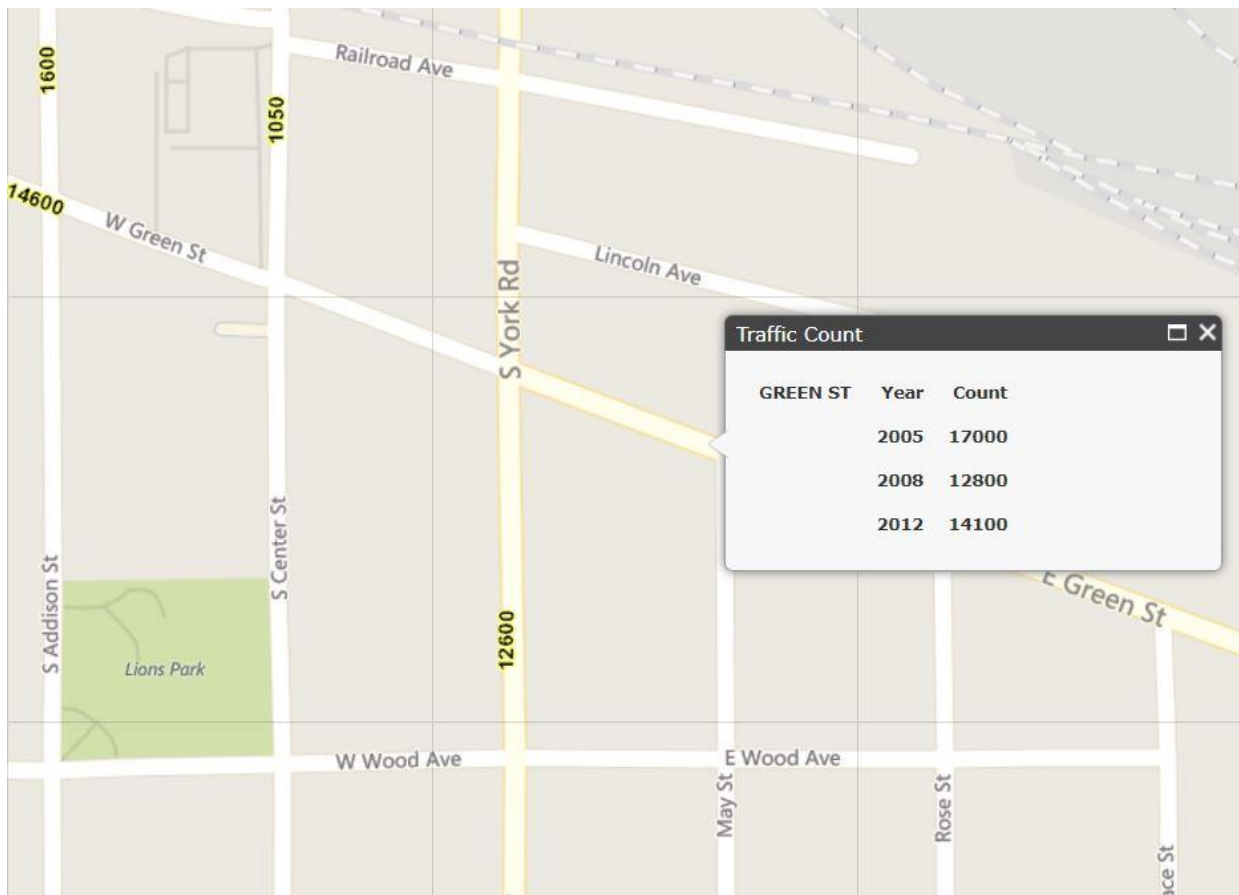 1600
Railroad Ave
1050
14600
W Green St
Lincoln Ave
S York Rd
Traffic Count
GREEN ST Year Count
2005 17000
2008 12800
2012 14100
S Center St
S Addison St
E Green St
12600
Lions Park
W Wood Ave
E Wood Ave
May St
Rose St
ace St